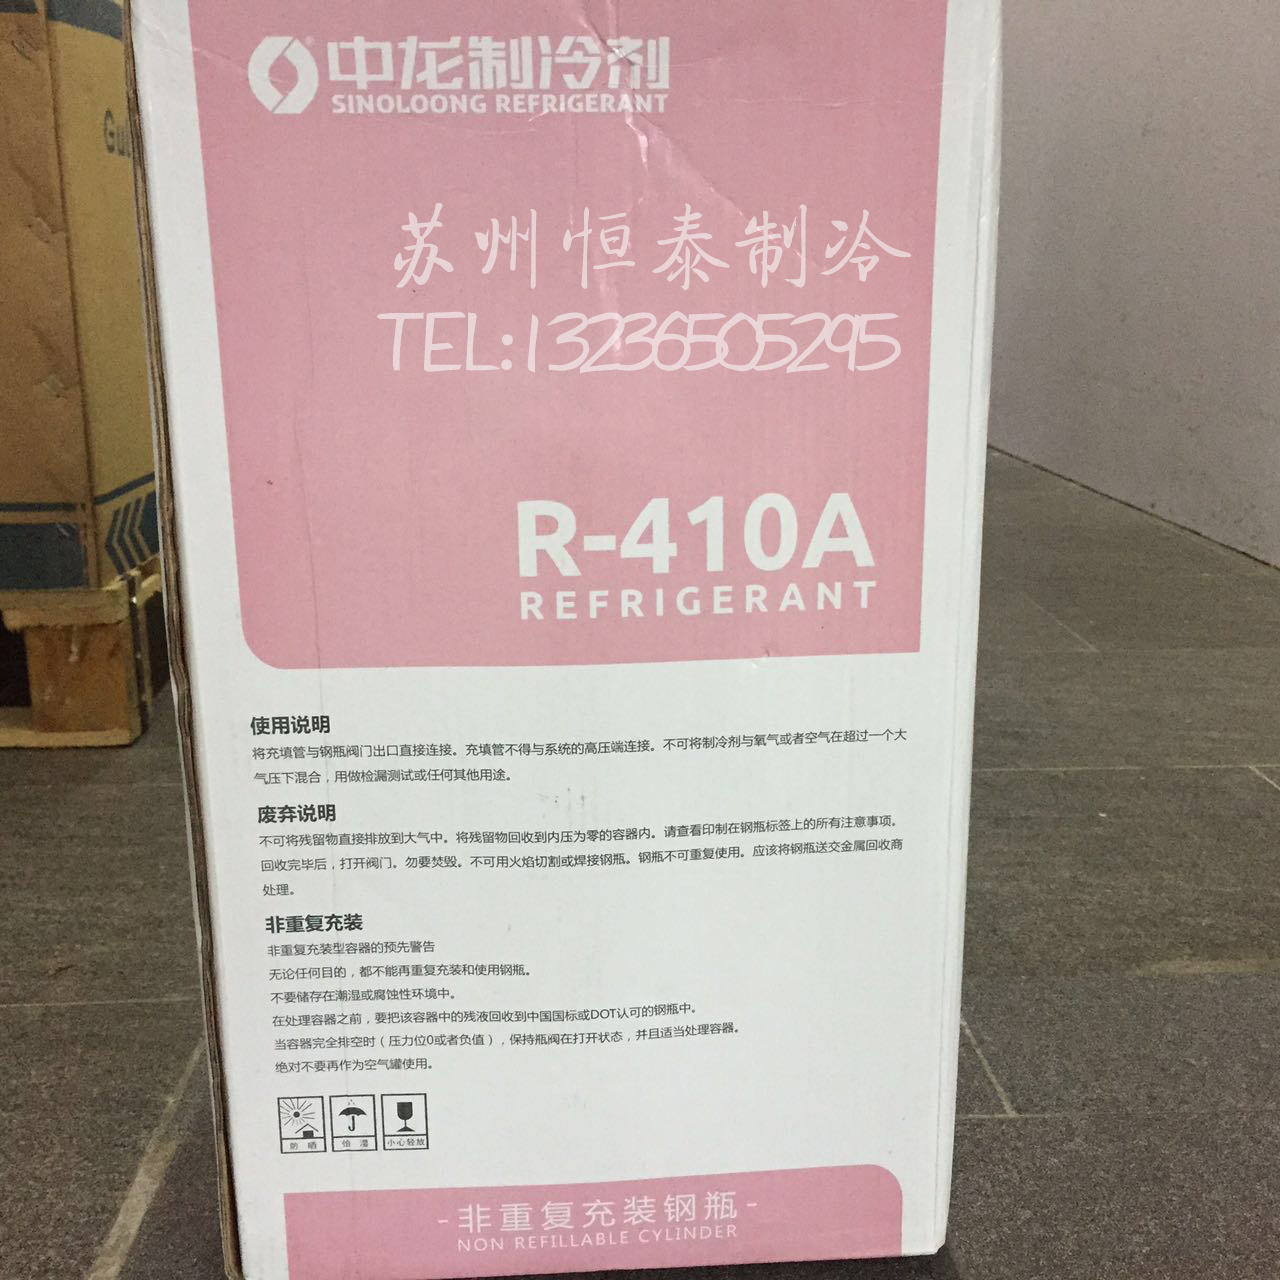 中龙制冷剂
SINOLOONG REFRIGERANT
苏州恒泰制冷
TEL:13236505295
R-410A
REFRIGERANT
使用说明
将充填管与钢瓶阀门出口直接连接。充填管不得与系统的高压端连接。不可将制冷剂与氧气或者空气在超过一个大
气压下混合，用做检漏测试或任何其他用途。
废弃说明
不可将残留物直接排放到大气中。将残留物回收到内压为零的容器内。请查看印制在钢瓶标签上的所有注意事项。
回收完毕后，打开阀门。勿要焚毁。不可用火焰切割或焊接钢瓶。钢瓶不可重复使用。应该将钢瓶送交金属回收商
处理。
非重复充装
非重复充装型容器的预先警告
无论任何目的，都不能再重复充装和使用钢瓶。
不要储存在潮湿或腐蚀性环境中。
在处理容器之前，要把该容器中的残液回收到中国国标或DOT认可的钢瓶中。
当容器完全排空时（压力位0或者负值），保持瓶阀在打开状态，并且适当处理容器。
绝对不要再作为空气罐使用。
防 晒 怕 湿 小心轻放
-非重复充装钢瓶-
NON REFILLABLE CYLINDER